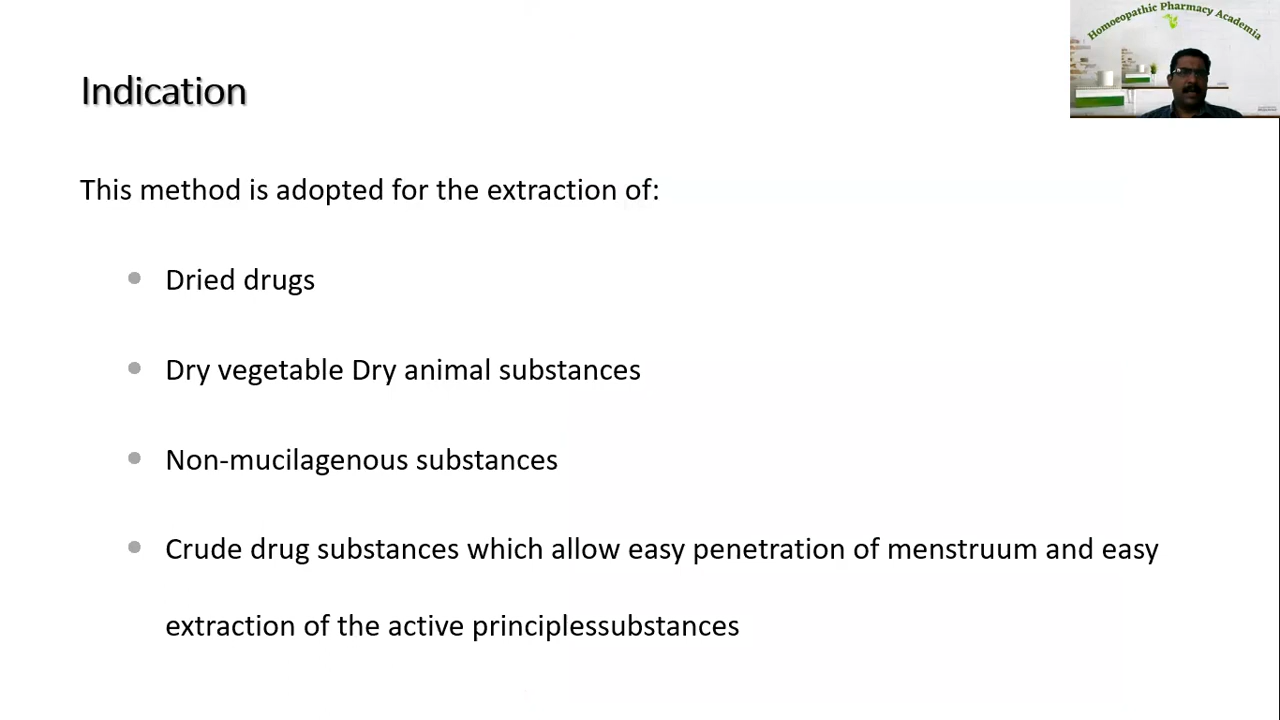 Homoeopathic Pharmacy Academia
Indication
This method is adopted for the extraction of:
Dried drugs
Dry vegetable Dry animal substances
Non-mucilagenous substances
Crude drug substances which allow easy penetration of menstruum and easy
extraction of the active principlessubstances